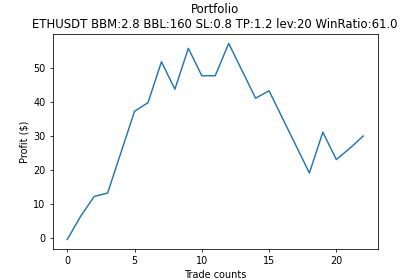 Portfolio
ETHUSDT BBM:2.8 BBL:160 SL:0.8 TP:1.2 lev:20 WinRatio:61.0
50
40
30
20
10
0
Profit ($)
0 5 10 15 20
Trade counts